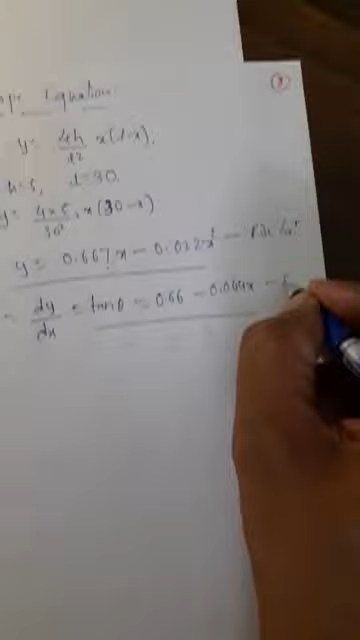 Equation:
y = 4h/l² x(l-x),
h=5, l=30.
y = 4×5/30² x(30-x)
y = 0.667x - 0.022x² -
dy/dx = tanθ = 0.66 - 0.044x -